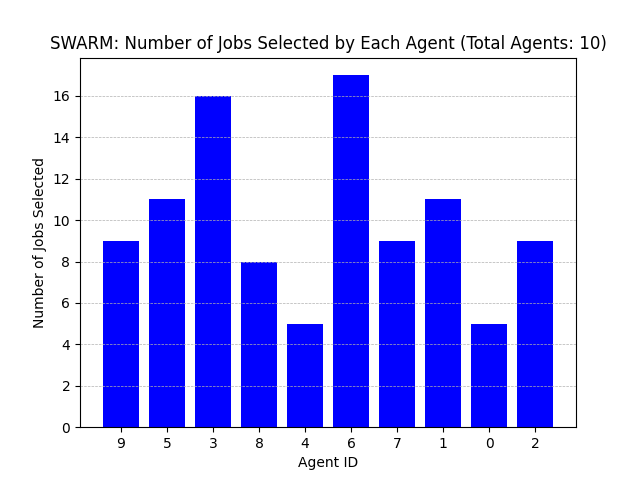 SWARM: Number of Jobs Selected by Each Agent (Total Agents: 10)
Number of Jobs Selected
16
14
12
10
8
6
4
2
0
9 5 3 8 4 6 7 1 0 2
Agent ID